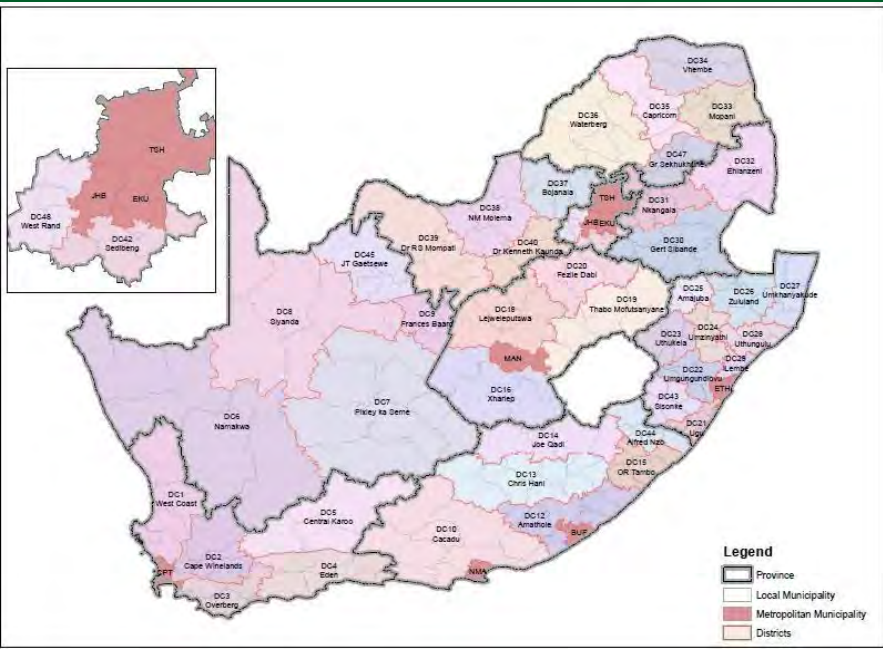 DC34
Vhembe
DC36
Waterberg
DC35
Capricorn
DC33
Mopani
TSH
JHB
EKU
DC48
West Rand
DC42
Sedibeng
DC47
Gr Sekhukhune
DC32
Ehlanzeni
DC37
Bojanala
TSH
DC31
Nkangala
JHB
EKU
DC38
NM Molema
DC30
Gert Sibande
DC39
Dr R S Mompati
DC40
Dr Kenneth Kaunda
DC45
JT Gaetsewe
DC20
Fezile Dabi
DC19
Thabo Mofutsanyane
DC25
Amajuba
DC26
Zululand
DC27
Umkhanyakude
DC8
Siyanda
DC9
Frances Baard
DC18
Lejweleputswa
DC23
Uthukela
DC24
Umzinyathi
DC28
Uthungulu
MAN
DC29
iLembe
DC22
Umgungundlovu
ETH
DC16
Xhariep
DC43
Sisonke
DC7
Pixley ka Seme
DC6
Namakwa
DC21
Ugu
DC44
Alfred Nzo
DC14
Joe Gqabi
DC15
OR Tambo
DC13
Chris Hani
DC1
West Coast
DC5
Central Karoo
DC12
Amathole
BUF
DC10
Cacadu
DC2
Cape Winelands
DC4
Eden
CPT
NMA
DC3
Overberg
Legend
Province
Local Municipality
Metropolitan Municipality
Districts